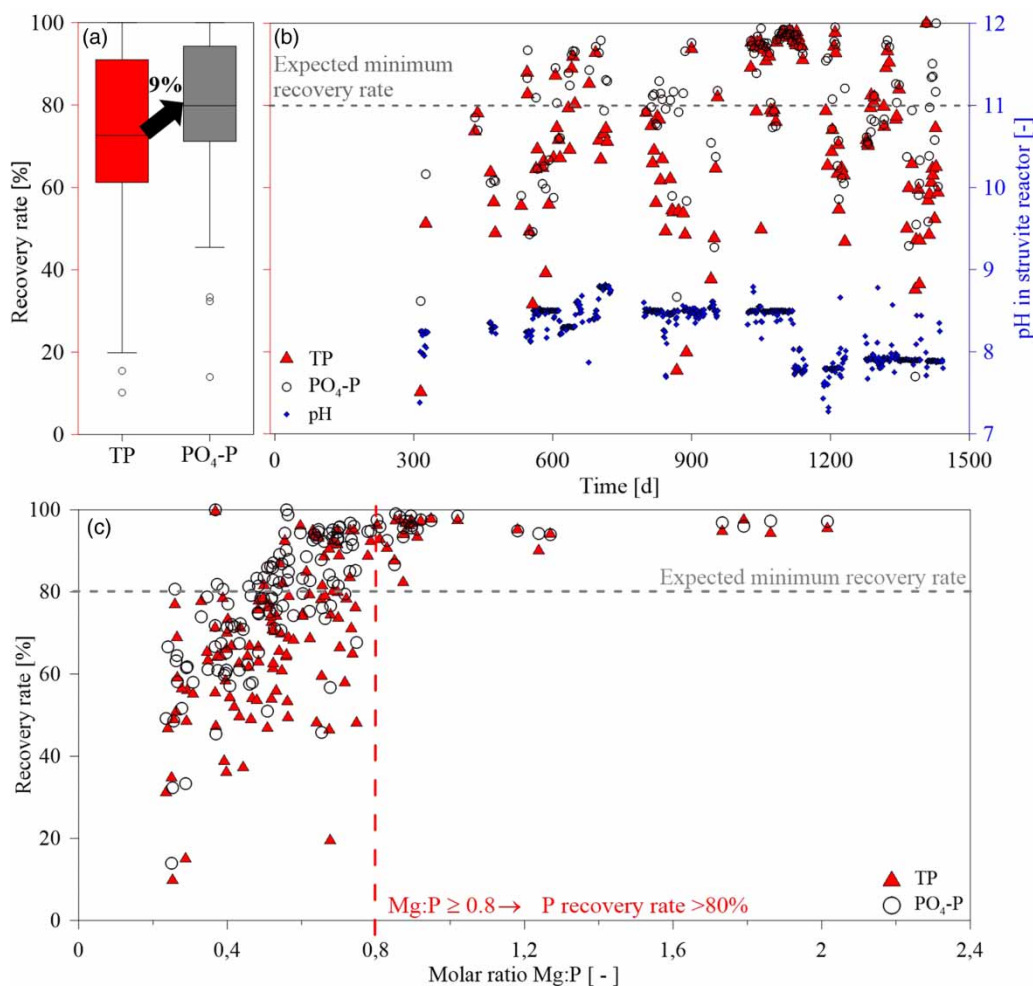 (a)
(b)
100
80
60
40
20
0
Recovery rate [%]
9%
TP
PO₄-P
Expected minimum
recovery rate
TP
PO₄-P
pH
0
300
600
900
1200
1500
Time [d]
12
11
10
9
8
7
pH in struvite reactor [-]
(c)
100
80
60
40
20
0
Recovery rate [%]
Expected minimum recovery rate
TP
PO₄-P
Mg:P ≥ 0.8 → P recovery rate >80%
0
0,4
0,8
1,2
1,6
2
2,4
Molar ratio Mg:P [ - ]